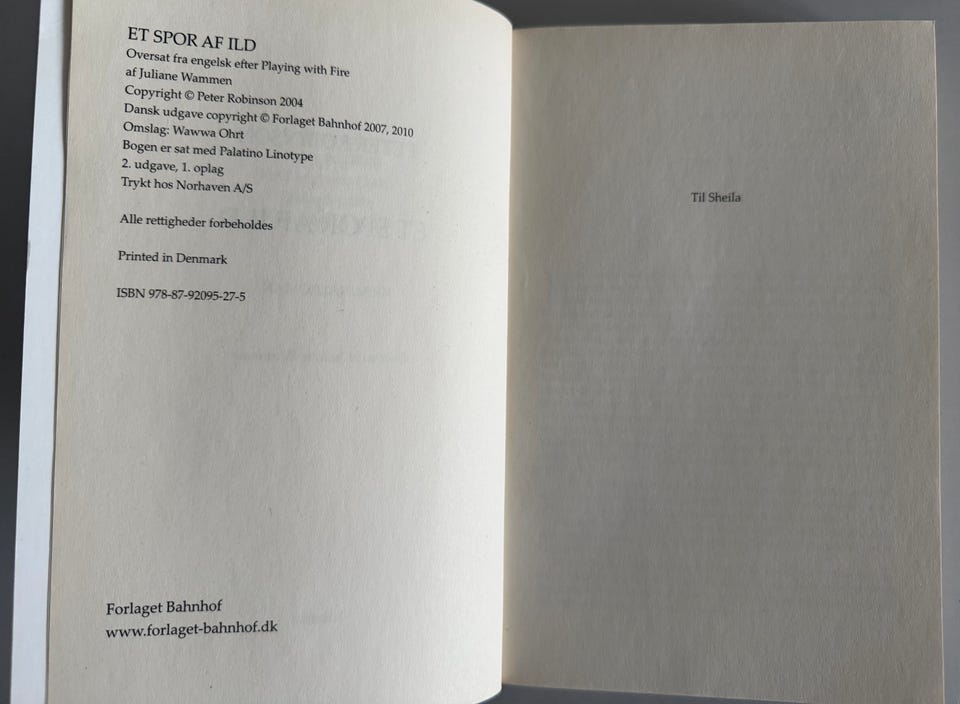 ET SPOR AF ILD
Oversat fra engelsk efter Playing with Fire
af Juliane Wammen
Copyright © Peter Robinson 2004
Dansk udgave copyright © Forlaget Bahnhof 2007, 2010
Omslag: Wawwa Ohrt
Bogen er sat med Palatino Linotype
2. udgave, 1. oplag
Trykt hos Norhaven A/S
Alle rettigheder forbeholdes
Printed in Denmark
ISBN 978-87-92095-27-5
Forlaget Bahnhof
www.forlaget-bahnhof.dk
Til Sheila